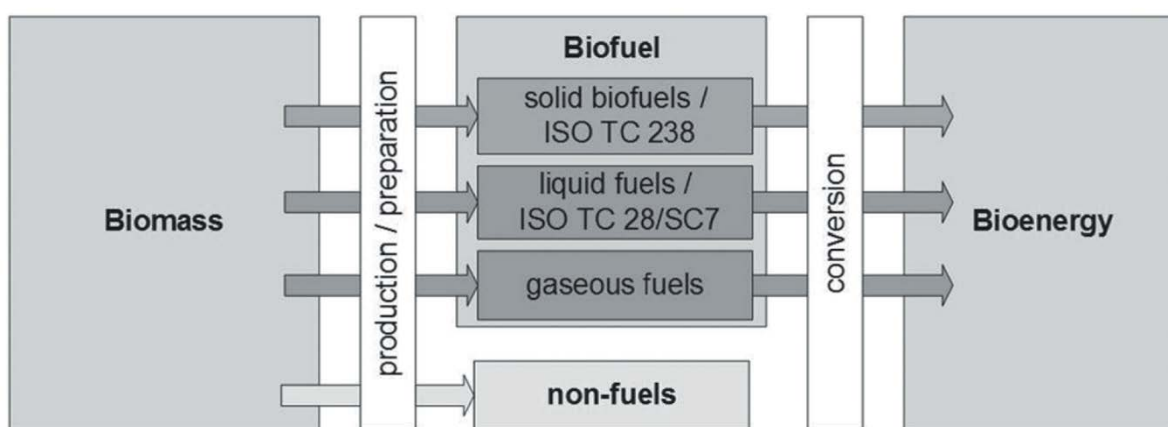 Biomass
production / preparation
Biofuel
solid biofuels /
ISO TC 238
liquid fuels /
ISO TC 28/SC7
gaseous fuels
non-fuels
conversion
Bioenergy